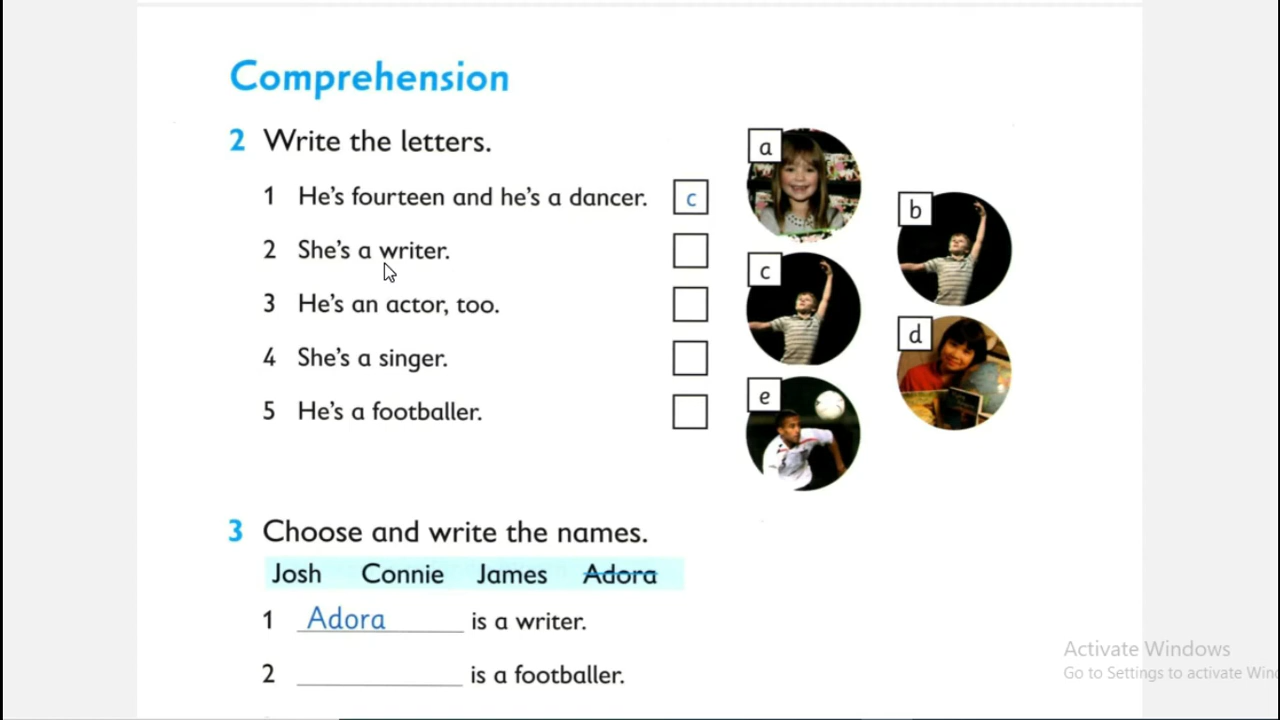 Comprehension
2 Write the letters.
1 He's fourteen and he's a dancer. c
2 She's a writer.
3 He's an actor, too.
4 She's a singer.
5 He's a footballer.
a
b
c
d
e
3 Choose and write the names.
Josh Connie James Adora
1 Adora is a writer.
2 is a footballer.
Activate Windows
Go to Settings to activate Win